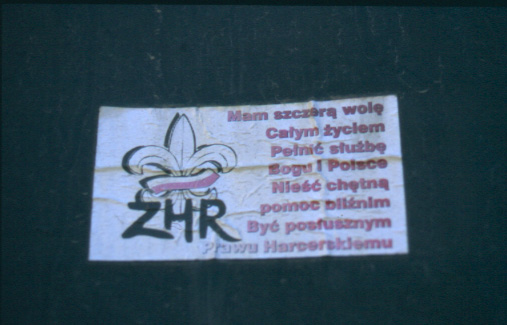 Mam szczerą wolę
Całym życiem
Pełnić służbę
Bogu i Polsce
Nieść chętną
pomoc bliźnim
Być posłusznym
Prawu Harcerskiemu
ZHR